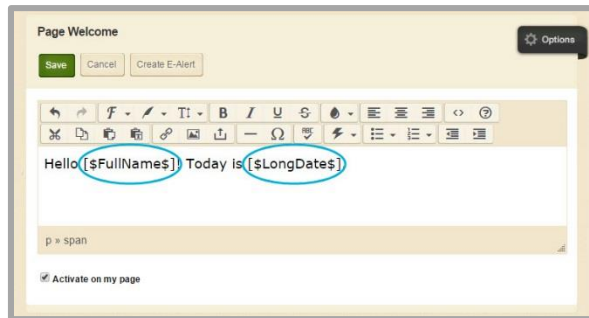 Page Welcome
Options
Save Cancel Create E-Alert
Hello [$FullName$]! Today is [$LongDate$]
p » span
Activate on my page